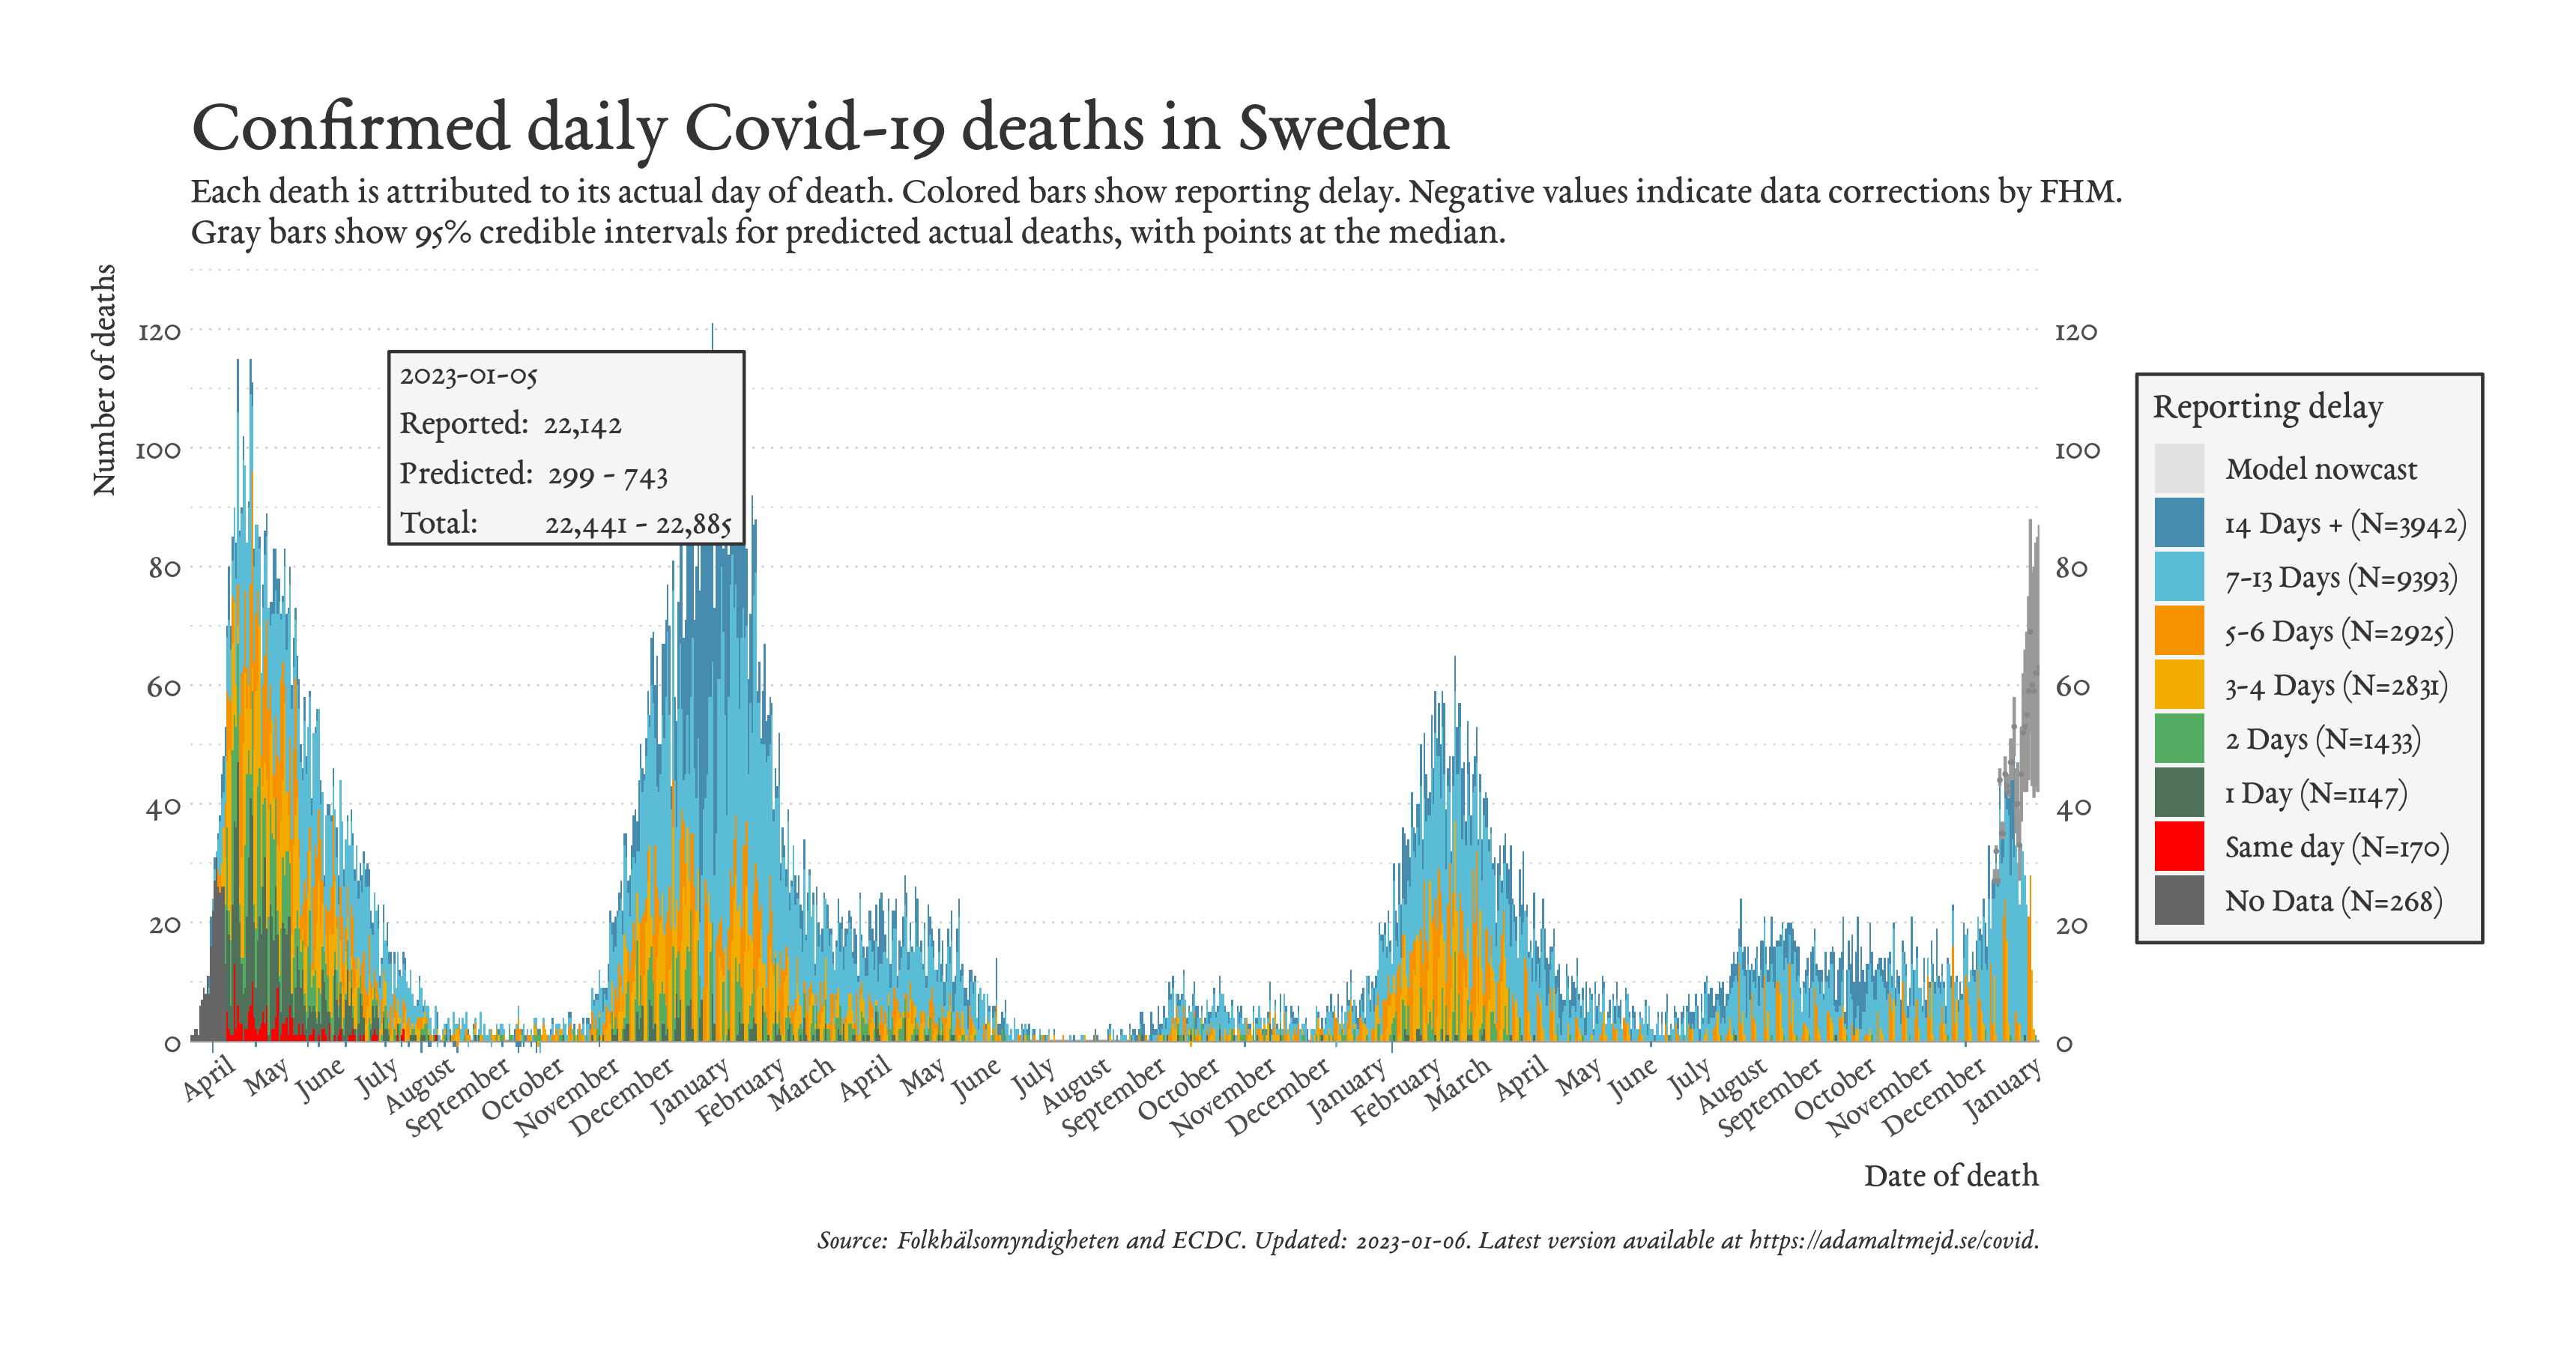 Confirmed daily Covid-19 deaths in Sweden
Each death is attributed to its actual day of death. Colored bars show reporting delay. Negative values indicate data corrections by FHM.
Gray bars show 95% credible intervals for predicted actual deaths, with points at the median.
Number of deaths
120
100
80
60
40
20
0
2023-01-05
Reported: 22,142
Predicted: 299 - 743
Total: 22,441 - 22,885
120
100
80
60
40
20
0
Reporting delay
Model nowcast
14 Days + (N=3942)
7-13 Days (N=9393)
5-6 Days (N=2925)
3-4 Days (N=2831)
2 Days (N=1433)
1 Day (N=1147)
Same day (N=170)
No Data (N=268)
April May June July August September October November December January February March April May June July August September October November December January February March April May June July August September October November December January
Date of death
Source: Folkhälsomyndigheten and ECDC. Updated: 2023-01-06. Latest version available at https://adamaltmejd.se/covid.